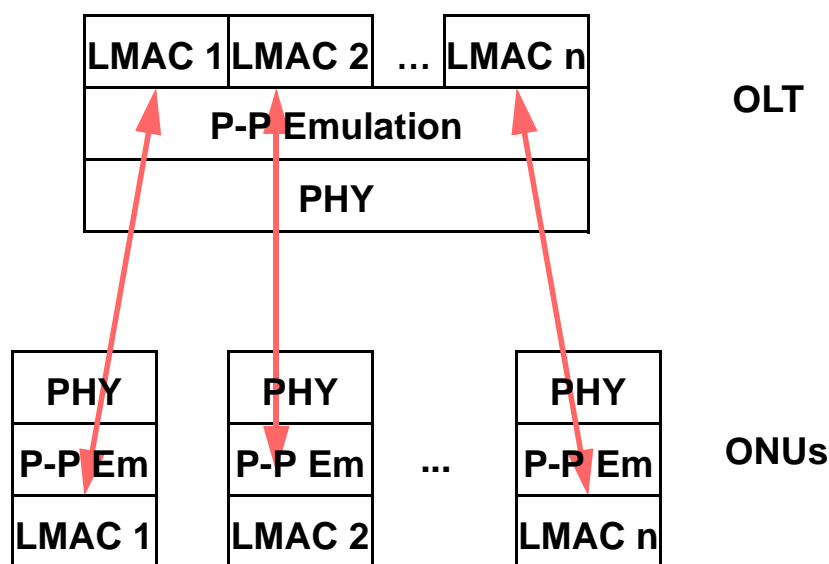 LMAC 1 LMAC 2 … LMAC n
OLT
P-P Emulation
PHY
PHY PHY PHY
P-P Em P-P Em ... P-P Em
ONUs
LMAC 1 LMAC 2 LMAC n